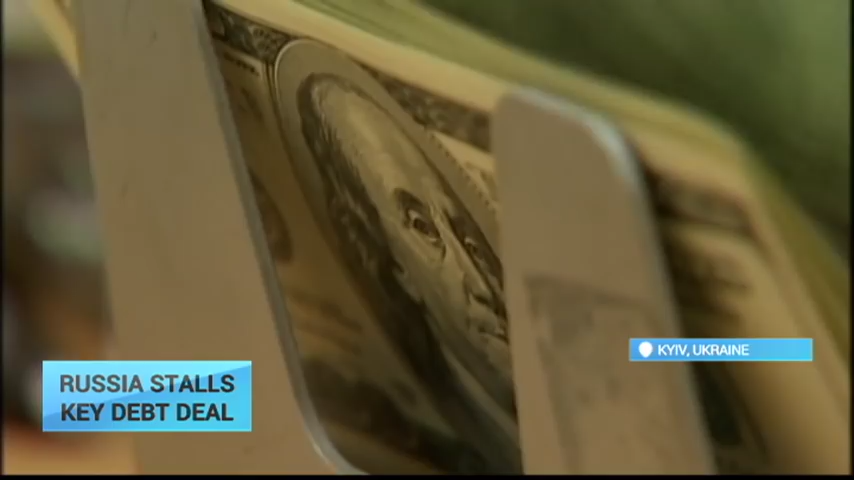 RUSSIA STALLS
KEY DEBT DEAL
KYIV, UKRAINE